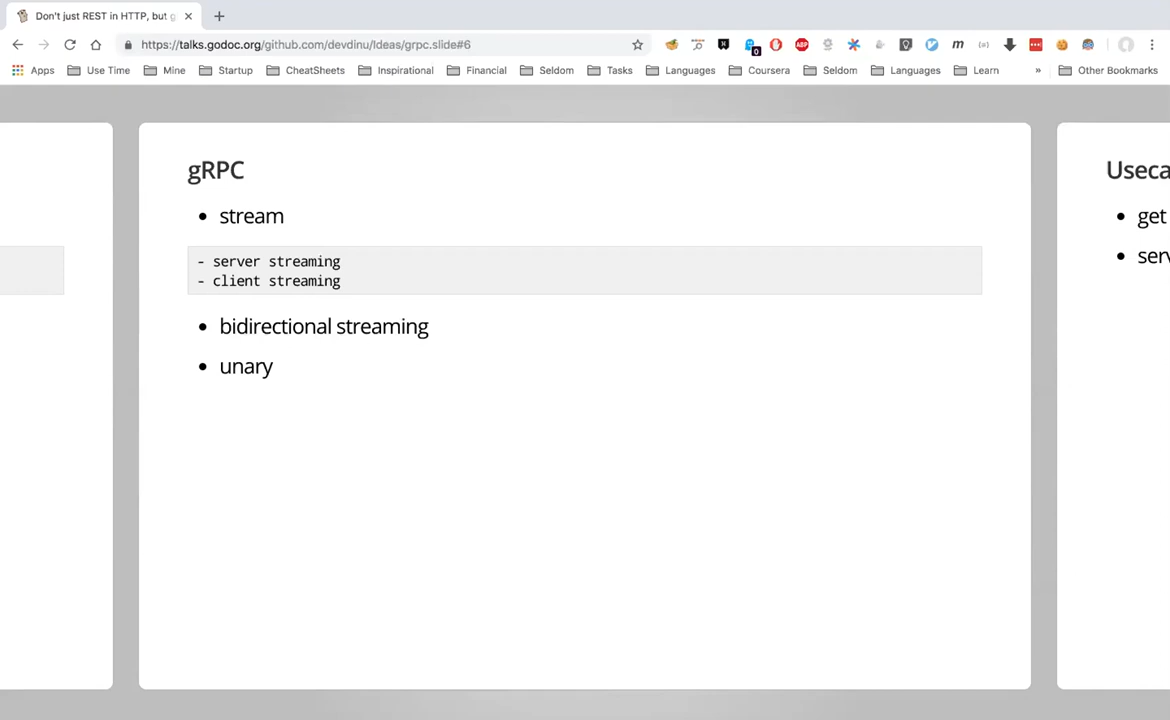 Don't just REST in HTTP, but g
https://talks.godoc.org/github.com/devdinu/Ideas/grpc.slide#6
Apps Use Time Mine Startup CheatSheets Inspirational Financial Seldom Tasks Languages Coursera Seldom Languages Learn » Other Bookmarks
gRPC
• stream
- server streaming
- client streaming
• bidirectional streaming
• unary
Useca
• get
• serv